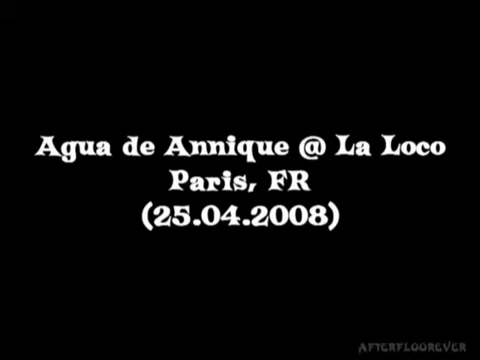 Agua de Annique @ La Loco
Paris, FR
(25.04.2008)
AFTERFLOOREVER